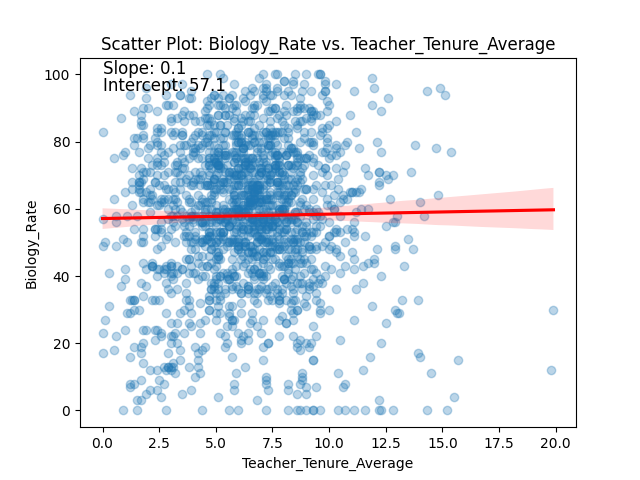 Scatter Plot: Biology_Rate vs. Teacher_Tenure_Average
Slope: 0.1
Intercept: 57.1
100
80
60
40
20
0
Biology_Rate
0.0 2.5 5.0 7.5 10.0 12.5 15.0 17.5 20.0
Teacher_Tenure_Average